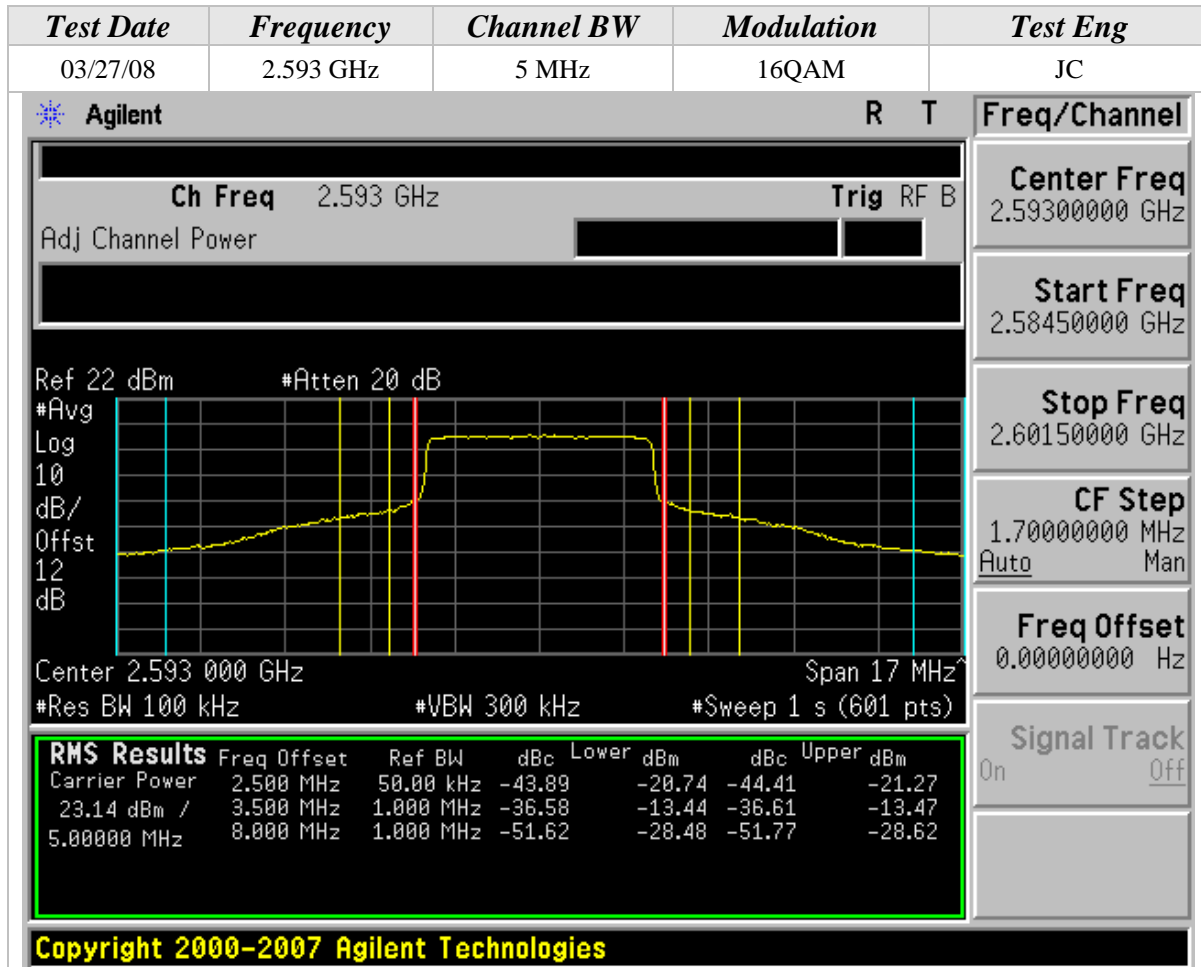 Test Date Frequency Channel BW Modulation Test Eng
03/27/08 2.593 GHz 5 MHz 16QAM JC
Agilent R T Freq/Channel
Ch Freq 2.593 GHz Trig RF B
Adj Channel Power
Center Freq
2.59300000 GHz
Start Freq
2.58450000 GHz
Stop Freq
2.60150000 GHz
CF Step
1.70000000 MHz
Auto Man
Freq Offset
0.00000000 Hz
Signal Track
On Off
Ref 22 dBm #Atten 20 dB
#Avg
Log
10
dB/
Offst
12
dB
Center 2.593 000 GHz Span 17 MHz^
#Res BW 100 kHz #VBW 300 kHz #Sweep 1 s (601 pts)
RMS Results Freq Offset Ref BW dBc Lower dBm dBc Upper dBm
Carrier Power 2.500 MHz 50.00 kHz -43.89 -20.74 -44.41 -21.27
23.14 dBm / 3.500 MHz 1.000 MHz -36.58 -13.44 -36.61 -13.47
5.00000 MHz 8.000 MHz 1.000 MHz -51.62 -28.48 -51.77 -28.62
Copyright 2000-2007 Agilent Technologies